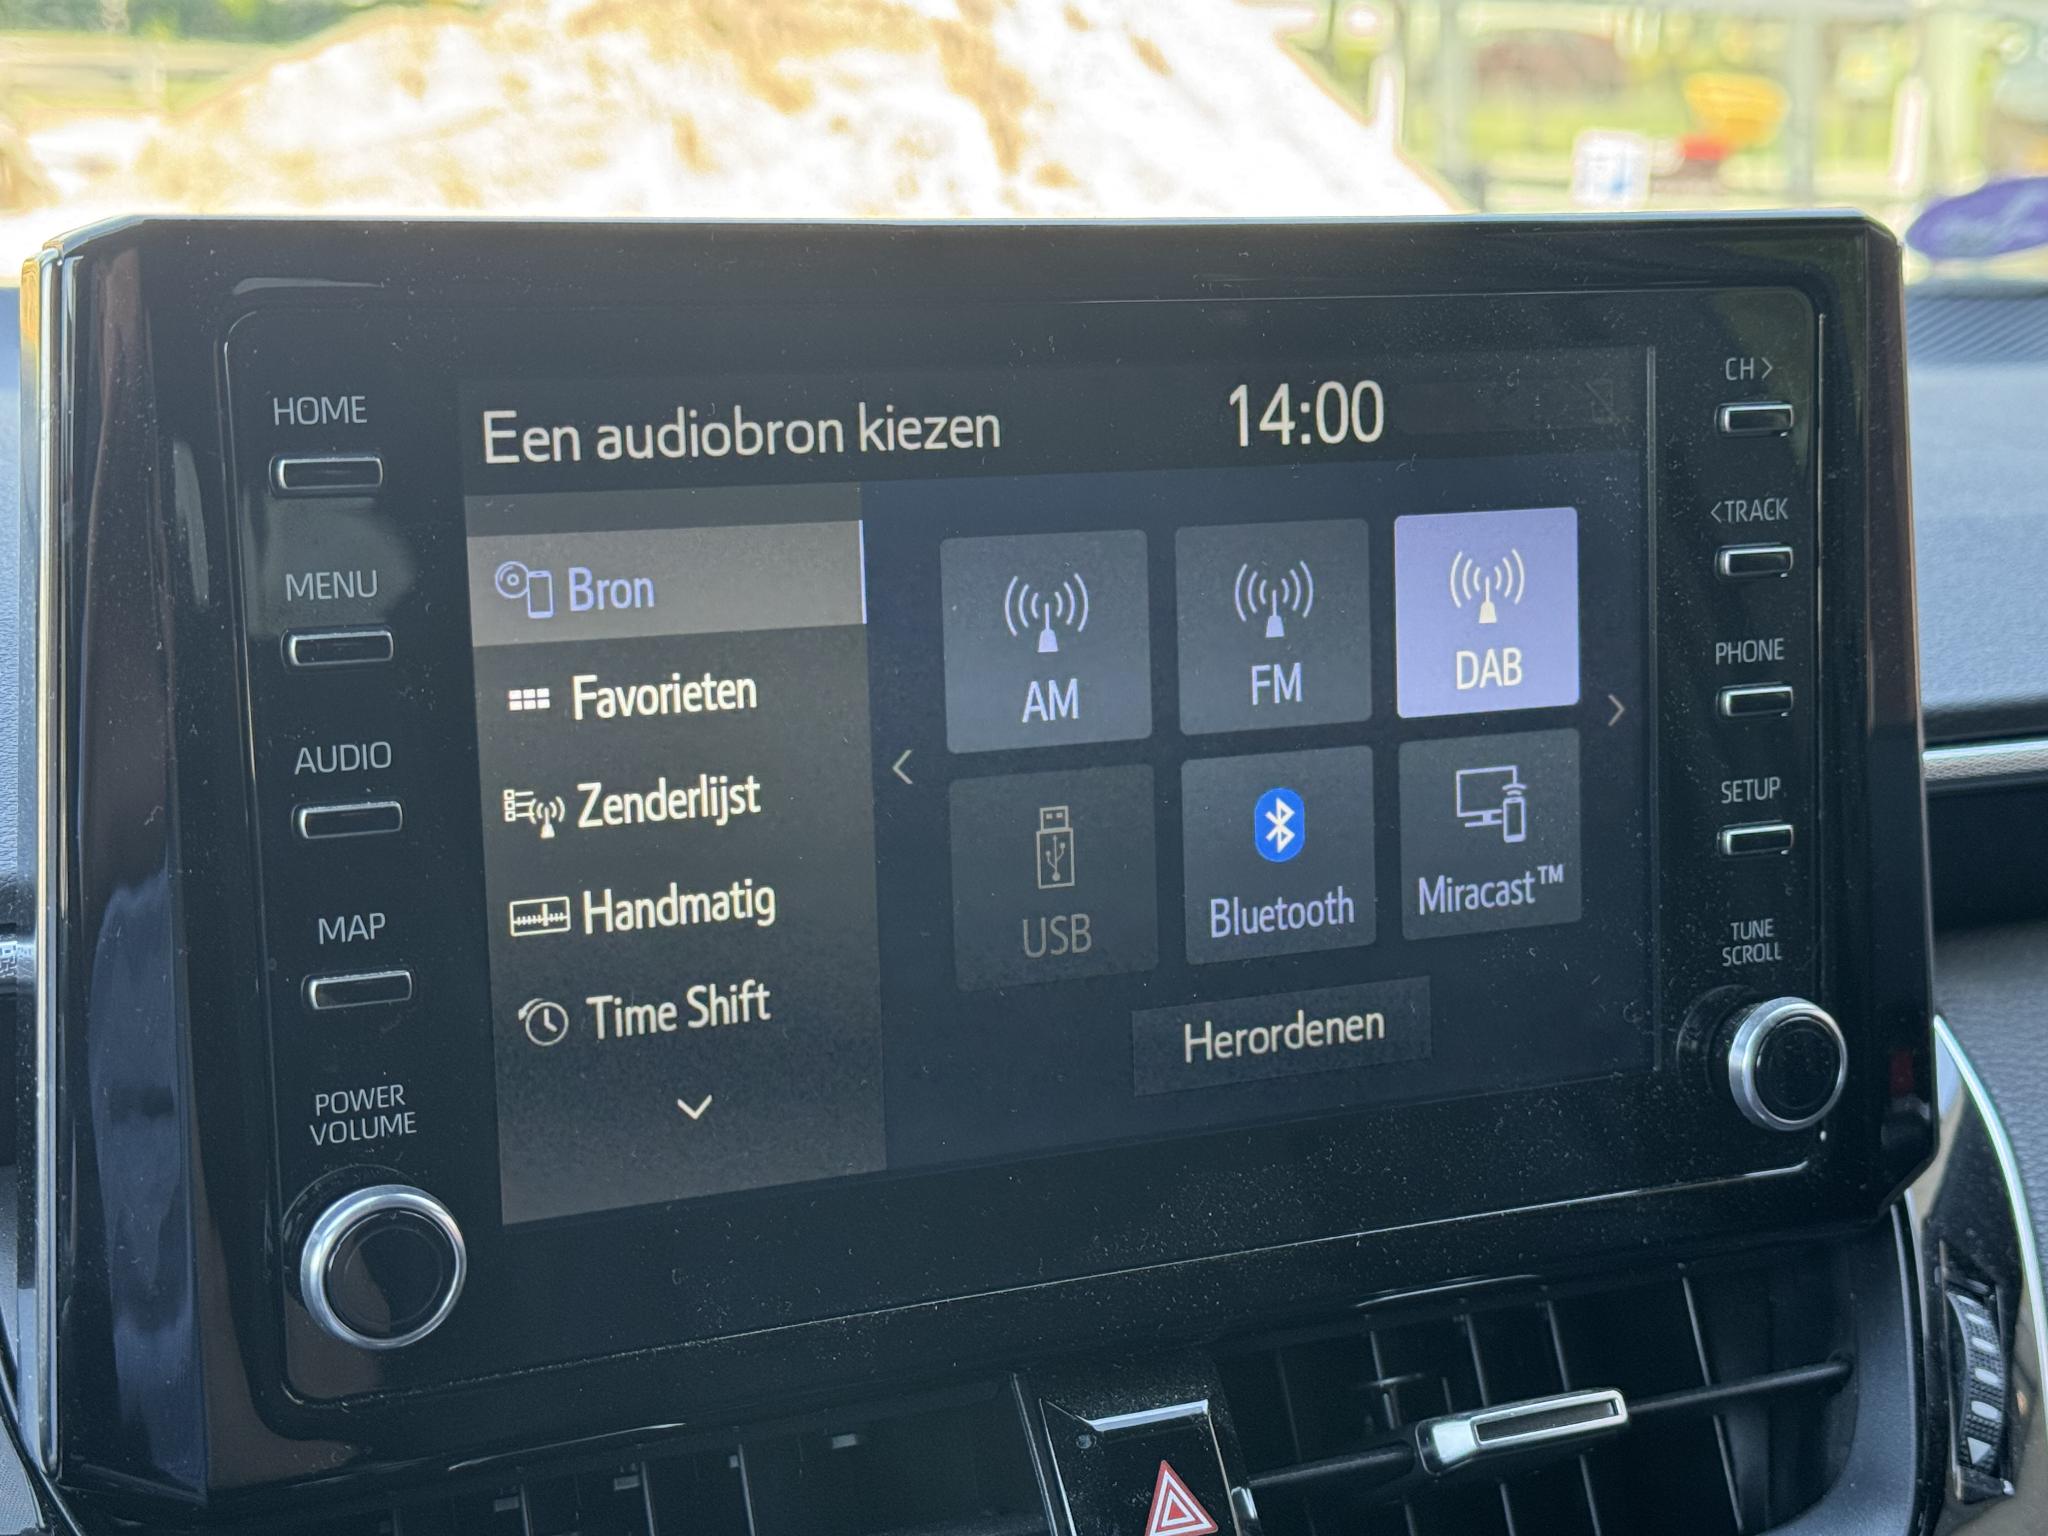 HOME
MENU
AUDIO
MAP
POWER
VOLUME
Een audiobron kiezen
14:00
Bron
Favorieten
Zenderlijst
Handmatig
Time Shift
AM
FM
DAB
USB
Bluetooth
Miracast™
Herordenen
CH >
< TRACK
PHONE
SETUP
TUNE
SCROLL